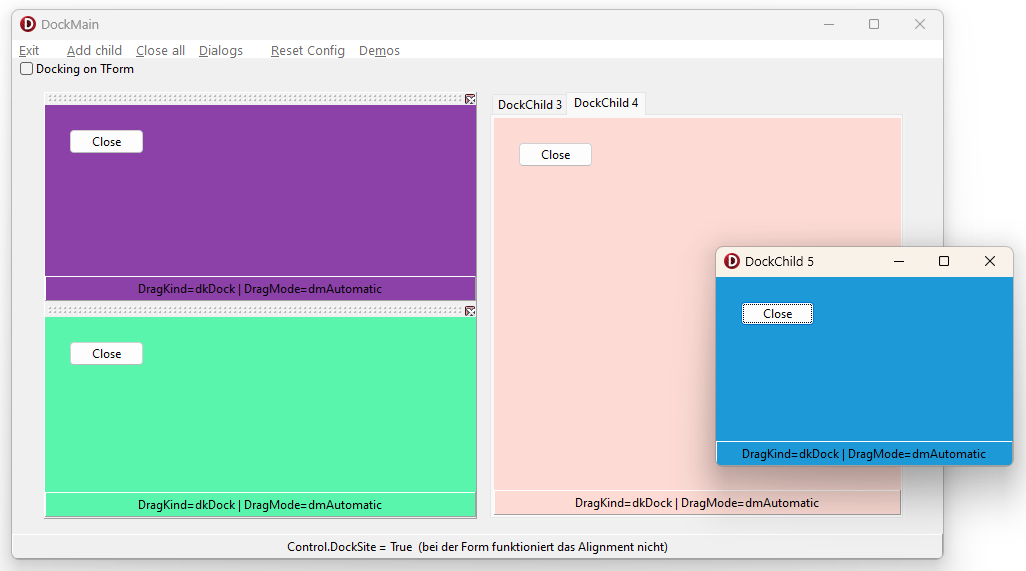 DockMain
Exit Add child Close all Dialogs Reset Config Demos
Docking on TForm
Close
DragKind=dkDock | DragMode=dmAutomatic
Close
DragKind=dkDock | DragMode=dmAutomatic
DockChild 3 DockChild 4
Close
DragKind=dkDock | DragMode=dmAutomatic
DockChild 5
Close
DragKind=dkDock | DragMode=dmAutomatic
Control.DockSite = True (bei der Form funktioniert das Alignment nicht)